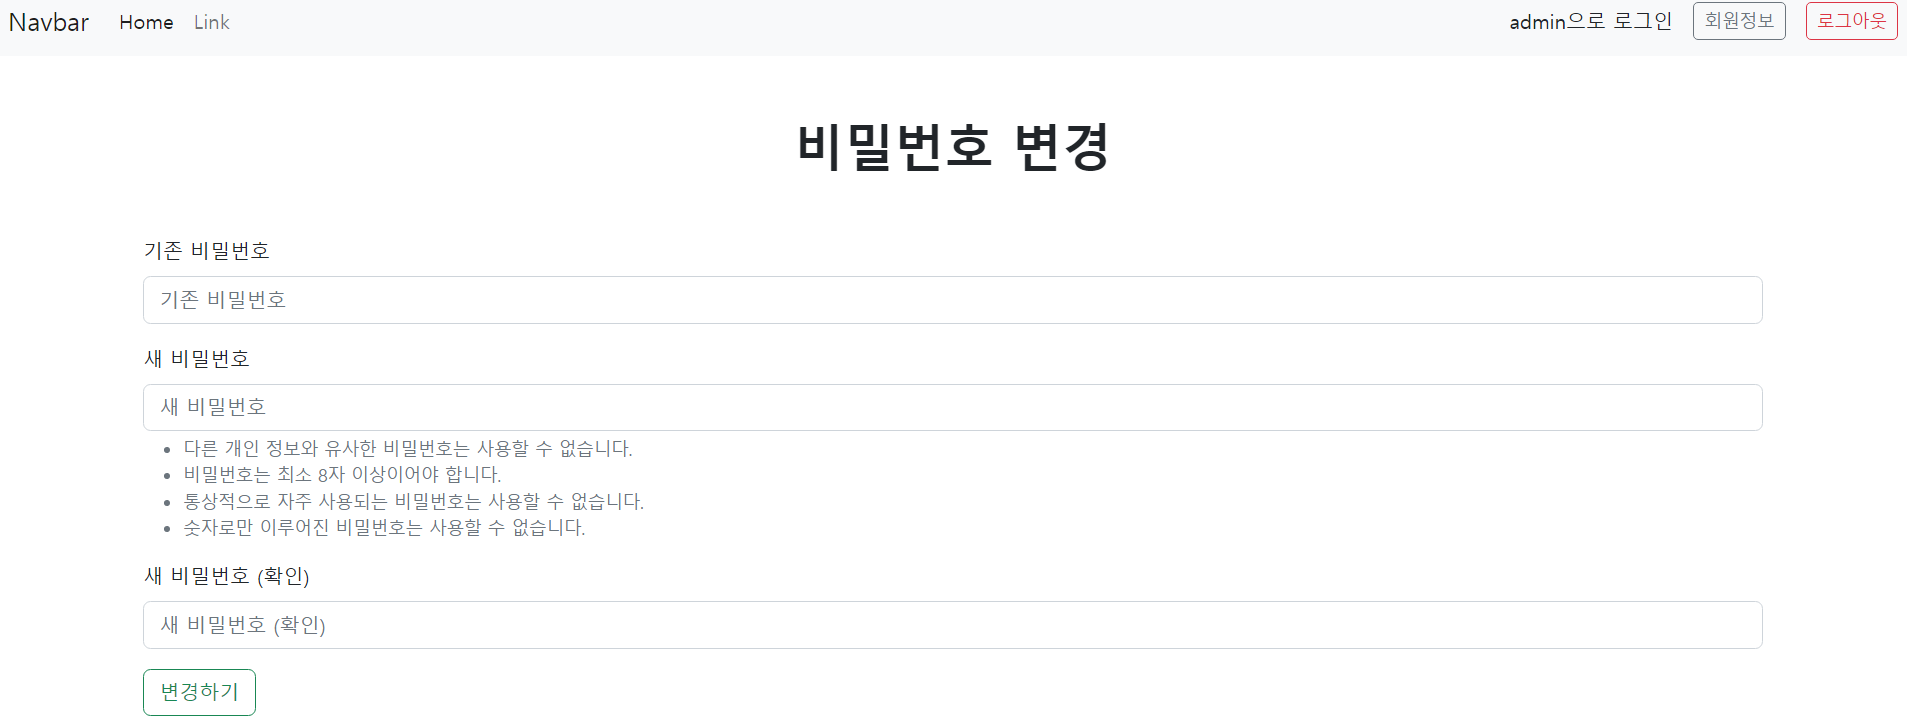 Navbar Home Link admin으로 로그인 회원정보 로그아웃
비밀번호 변경
기존 비밀번호
기존 비밀번호
새 비밀번호
새 비밀번호
다른 개인 정보와 유사한 비밀번호는 사용할 수 없습니다.
비밀번호는 최소 8자 이상이어야 합니다.
통상적으로 자주 사용되는 비밀번호는 사용할 수 없습니다.
숫자로만 이루어진 비밀번호는 사용할 수 없습니다.
새 비밀번호 (확인)
새 비밀번호 (확인)
변경하기